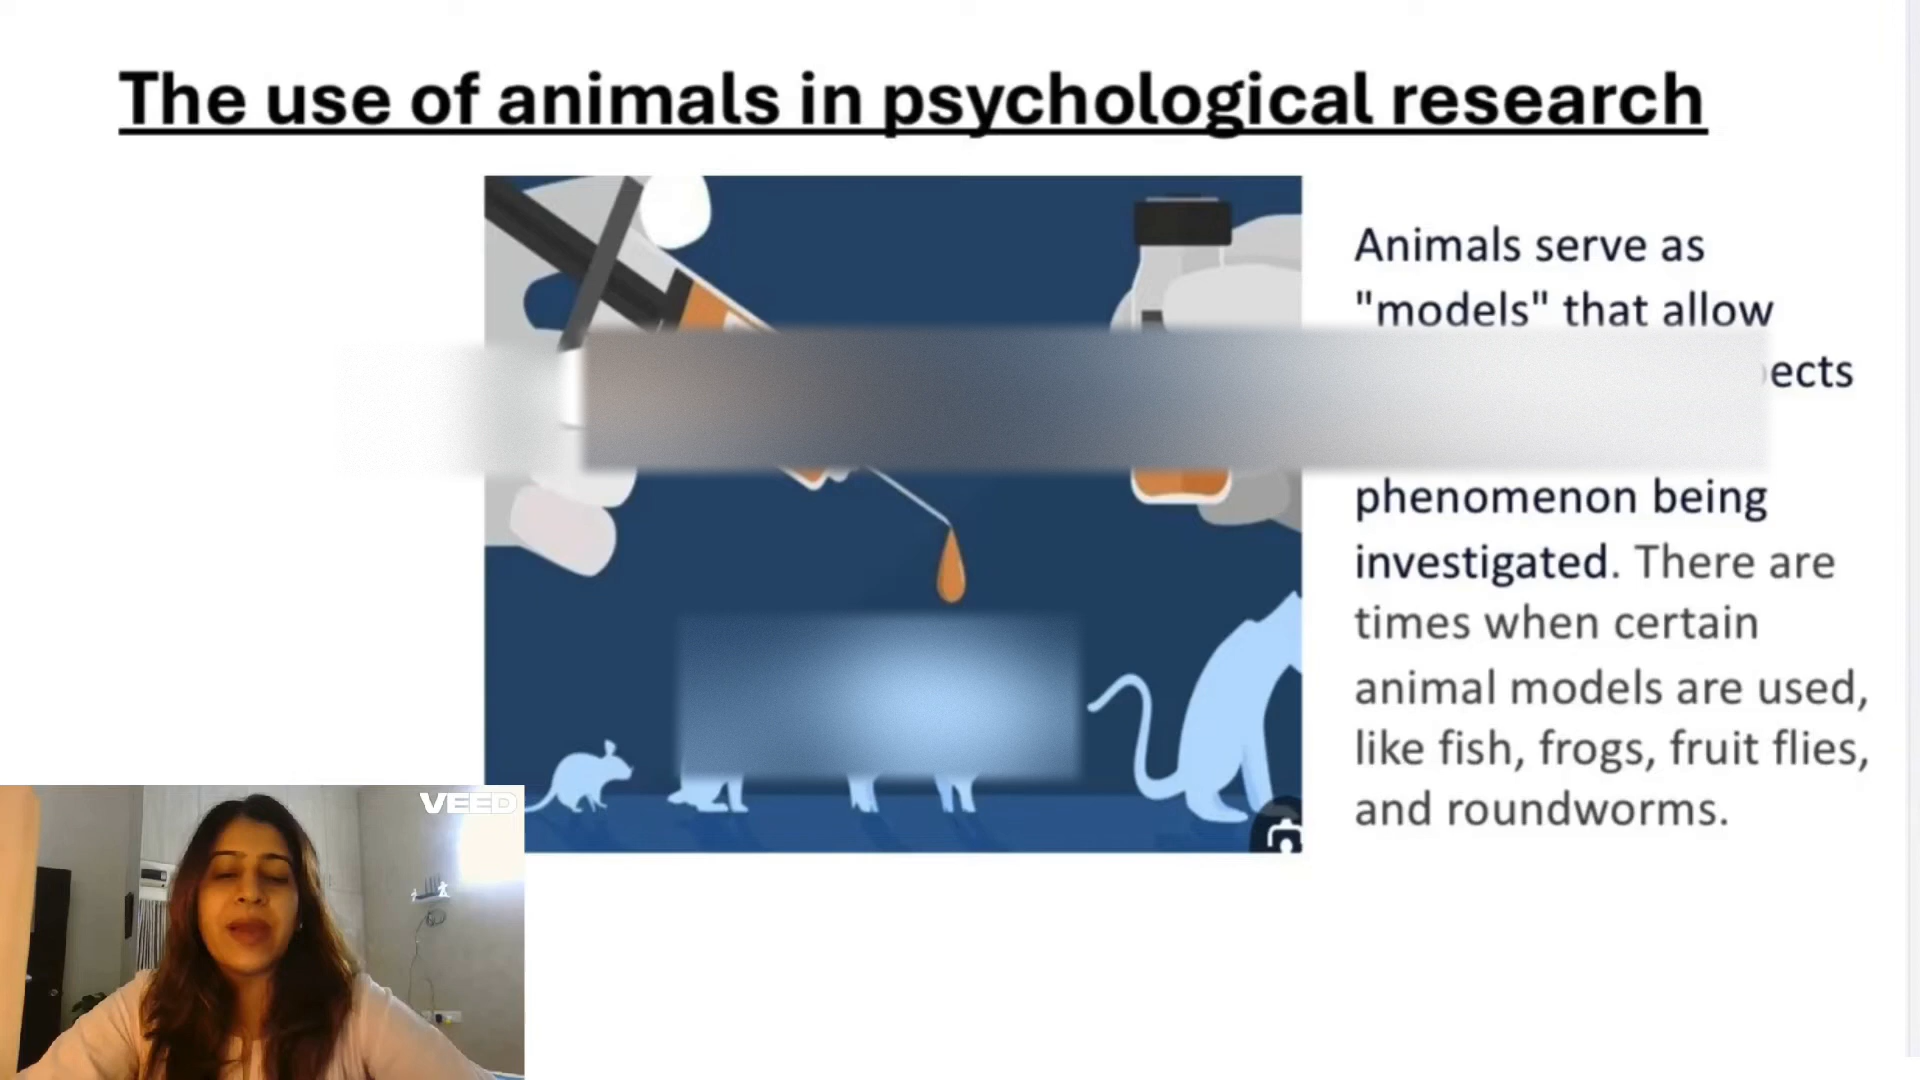 The use of animals in psychological research
Animals serve as
"models" that allow
phenomenon being
investigated. There are
times when certain
animal models are used,
like fish, frogs, fruit flies,
and roundworms.
VEED